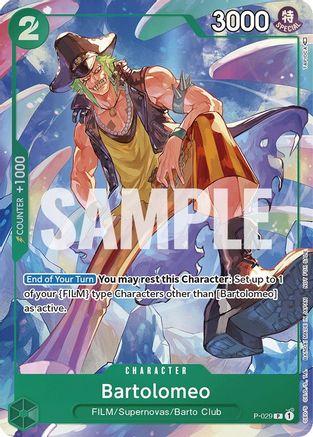 2
3000
特
SPECIAL
COUNTER +1000
SAMPLE
End of Your Turn You may rest this Character: Set up to 1
of your {FILM} type Characters other than [Bartolomeo]
as active.
CHARACTER
Bartolomeo
FILM/Supernovas/Barto Club
P-029 P 1